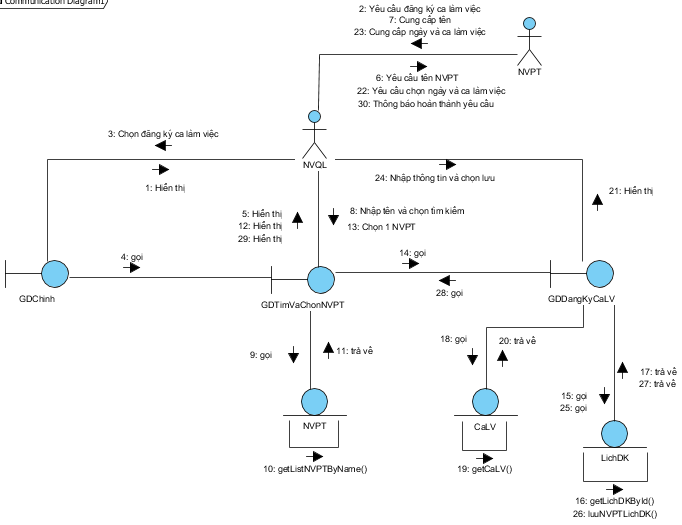 Communication Diagram1
2: Yêu cầu đăng ký ca làm việc
7: Cung cấp tên
23: Cung cấp ngày và ca làm việc
NVPT
6: Yêu cầu tên NVPT
22: Yêu cầu chọn ngày và ca làm việc
30: Thông báo hoàn thành yêu cầu
3: Chọn đăng ký ca làm việc
NVQL
1: Hiển thị
24: Nhập thông tin và chọn lưu
21: Hiển thị
5: Hiển thị
12: Hiển thị
29: Hiển thị
8: Nhập tên và chọn tìm kiếm
13: Chọn 1 NVPT
4: gọi
14: gọi
28: gọi
GDChinh
GDTimVaChonNVPT
GDDangKyCaLV
9: gọi
11: trả về
18: gọi
20: trả về
17: trả về
27: trả về
15: gọi
25: gọi
NVPT
CaLV
LichDK
10: getListNVPTByName()
19: getCaLV()
16: getLichDKById()
26: luuNVPTLichDK()